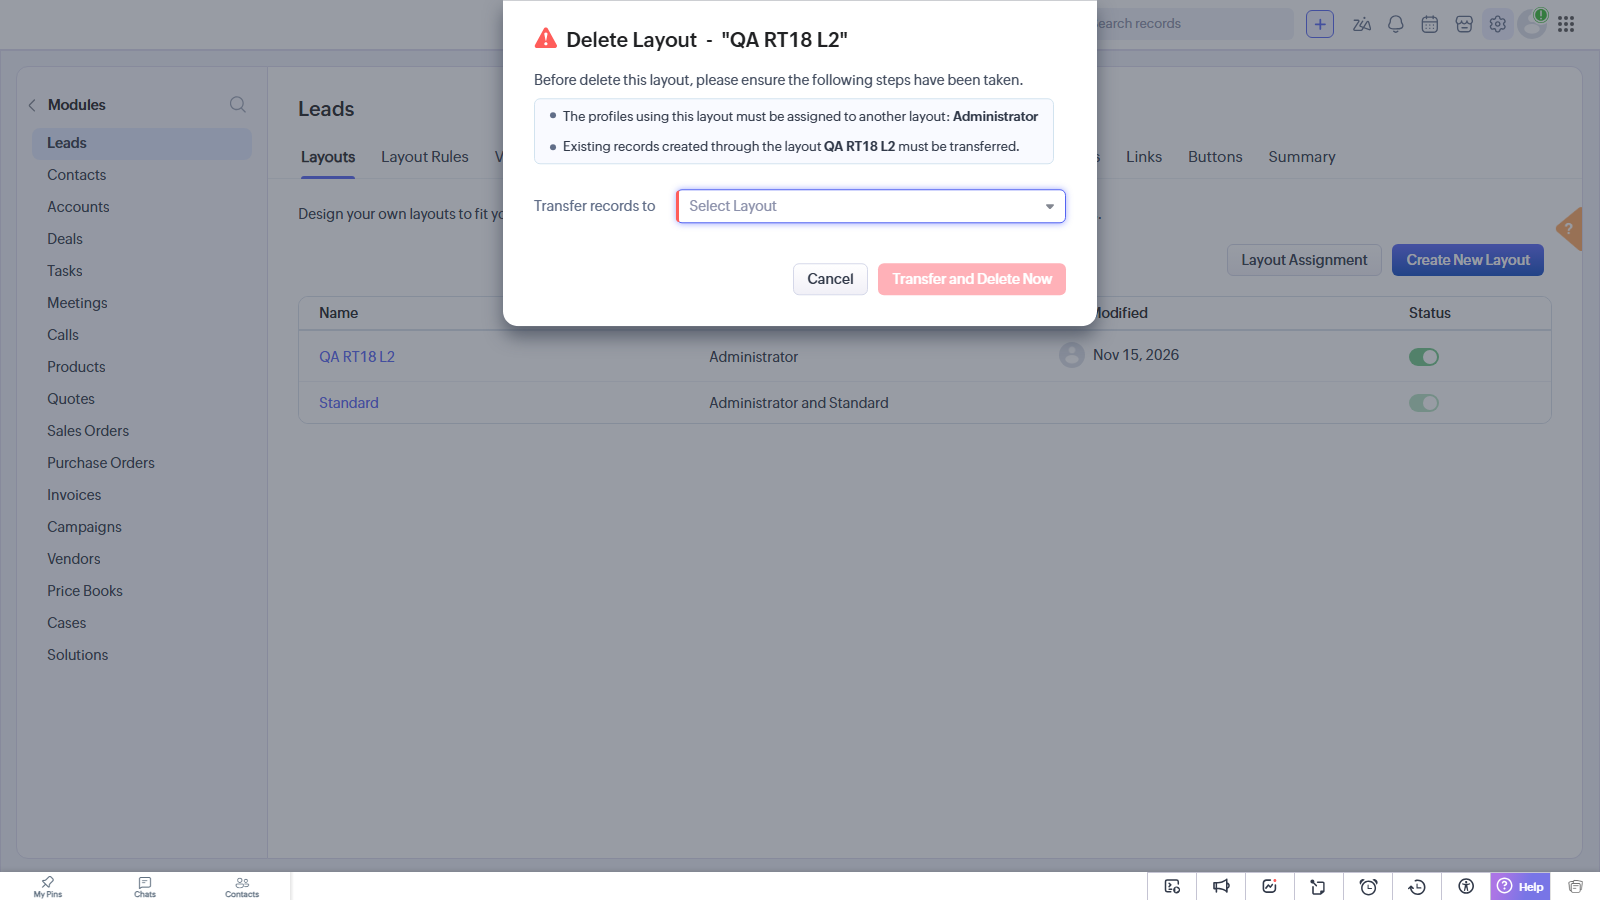 Delete Layout - "QA RT18 L2"
Before delete this layout, please ensure the following steps have been taken.
The profiles using this layout must be assigned to another layout: Administrator
Existing records created through the layout QA RT18 L2 must be transferred.
Transfer records to
Select Layout
Cancel
Transfer and Delete Now
records
Modules
Leads
Contacts
Accounts
Deals
Tasks
Meetings
Calls
Products
Quotes
Sales Orders
Purchase Orders
Invoices
Campaigns
Vendors
Price Books
Cases
Solutions
Leads
Layouts
Layout Rules
Links
Buttons
Summary
Design your own layouts to fit
?
Layout Assignment
Create New Layout
Name
Status
QA RT18 L2
Administrator
Nov 15, 2026
Standard
Administrator and Standard
My Pins
Chats
Contacts
Help